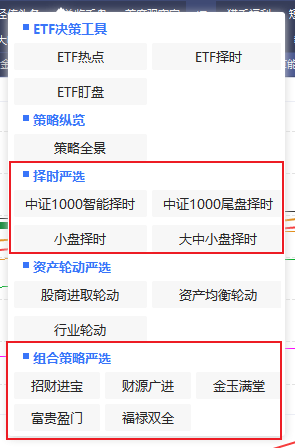 ETF决策工具
ETF热点 ETF择时
ETF盯盘
策略纵览
策略全景
择时严选
中证1000智能择时 中证1000尾盘择时
小盘择时 大中小盘择时
资产轮动严选
股商进取轮动 资产均衡轮动
行业轮动
组合策略严选
招财进宝 财源广进 金玉满堂
富贵盈门 福禄双全